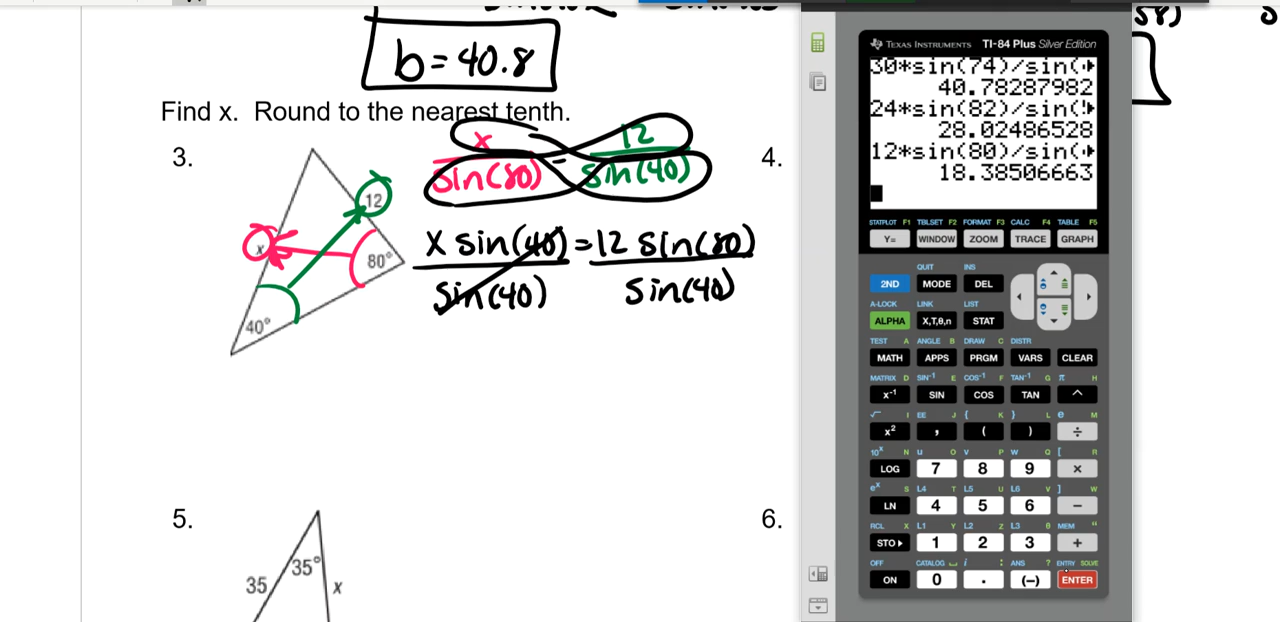 58)
b = 40.8
Find x. Round to the nearest tenth.
3.
x
12
80°
40°
x / sin(80) = 12 / sin(40)
x sin(40) = 12 sin(80)
sin(40) sin(40)
4.
5.
35
35°
x
6.
TEXAS INSTRUMENTS TI-84 Plus Silver Edition
30*sin(74)/sin(
40.78287982
24*sin(82)/sin(
28.02486528
12*sin(80)/sin(
18.38506663
STATPLOT F1 TBLSET F2 FORMAT F3 CALC F4 TABLE F5
Y= WINDOW ZOOM TRACE GRAPH
QUIT INS
2ND MODE DEL
A-LOCK LINK LIST
ALPHA X,T,θ,n STAT
TEST A ANGLE B DRAW C DISTR
MATH APPS PRGM VARS CLEAR
MATRIX D SIN⁻¹ E COS⁻¹ F TAN⁻¹ G π H
x⁻¹ SIN COS TAN ^
√ I EE J { K } L e M
x² , ( ) ÷
10ˣ N u O v P w Q [ R
LOG 7 8 9 ×
eˣ S L4 T L5 U L6 V ] W
LN 4 5 6 −
RCL X L1 Y L2 Z L3 θ MEM "
STO▸ 1 2 3 +
OFF CATALOG i : ANS ? ENTRY SOLVE
ON 0 . (−) ENTER